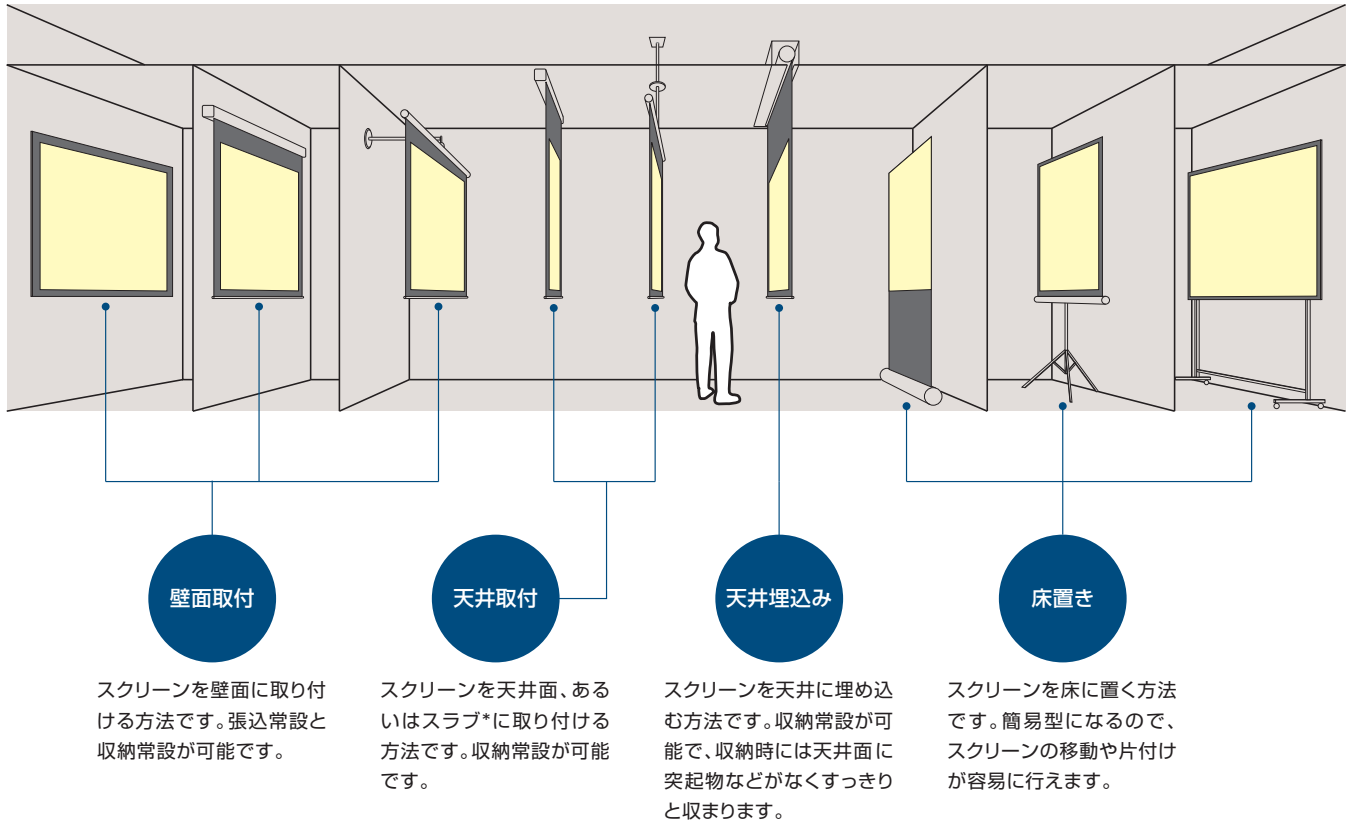 壁面取付
スクリーンを壁面に取り付
ける方法です。張込常設と
収納常設が可能です。
天井取付
スクリーンを天井面、ある
いはスラブ*に取り付ける
方法です。収納常設が可能
です。
天井埋込み
スクリーンを天井に埋め込
む方法です。収納常設が可
能で、収納時には天井面に
突起物などがなくすっきり
と収まります。
床置き
スクリーンを床に置く方法
です。簡易型になるので、
スクリーンの移動や片付け
が容易に行えます。